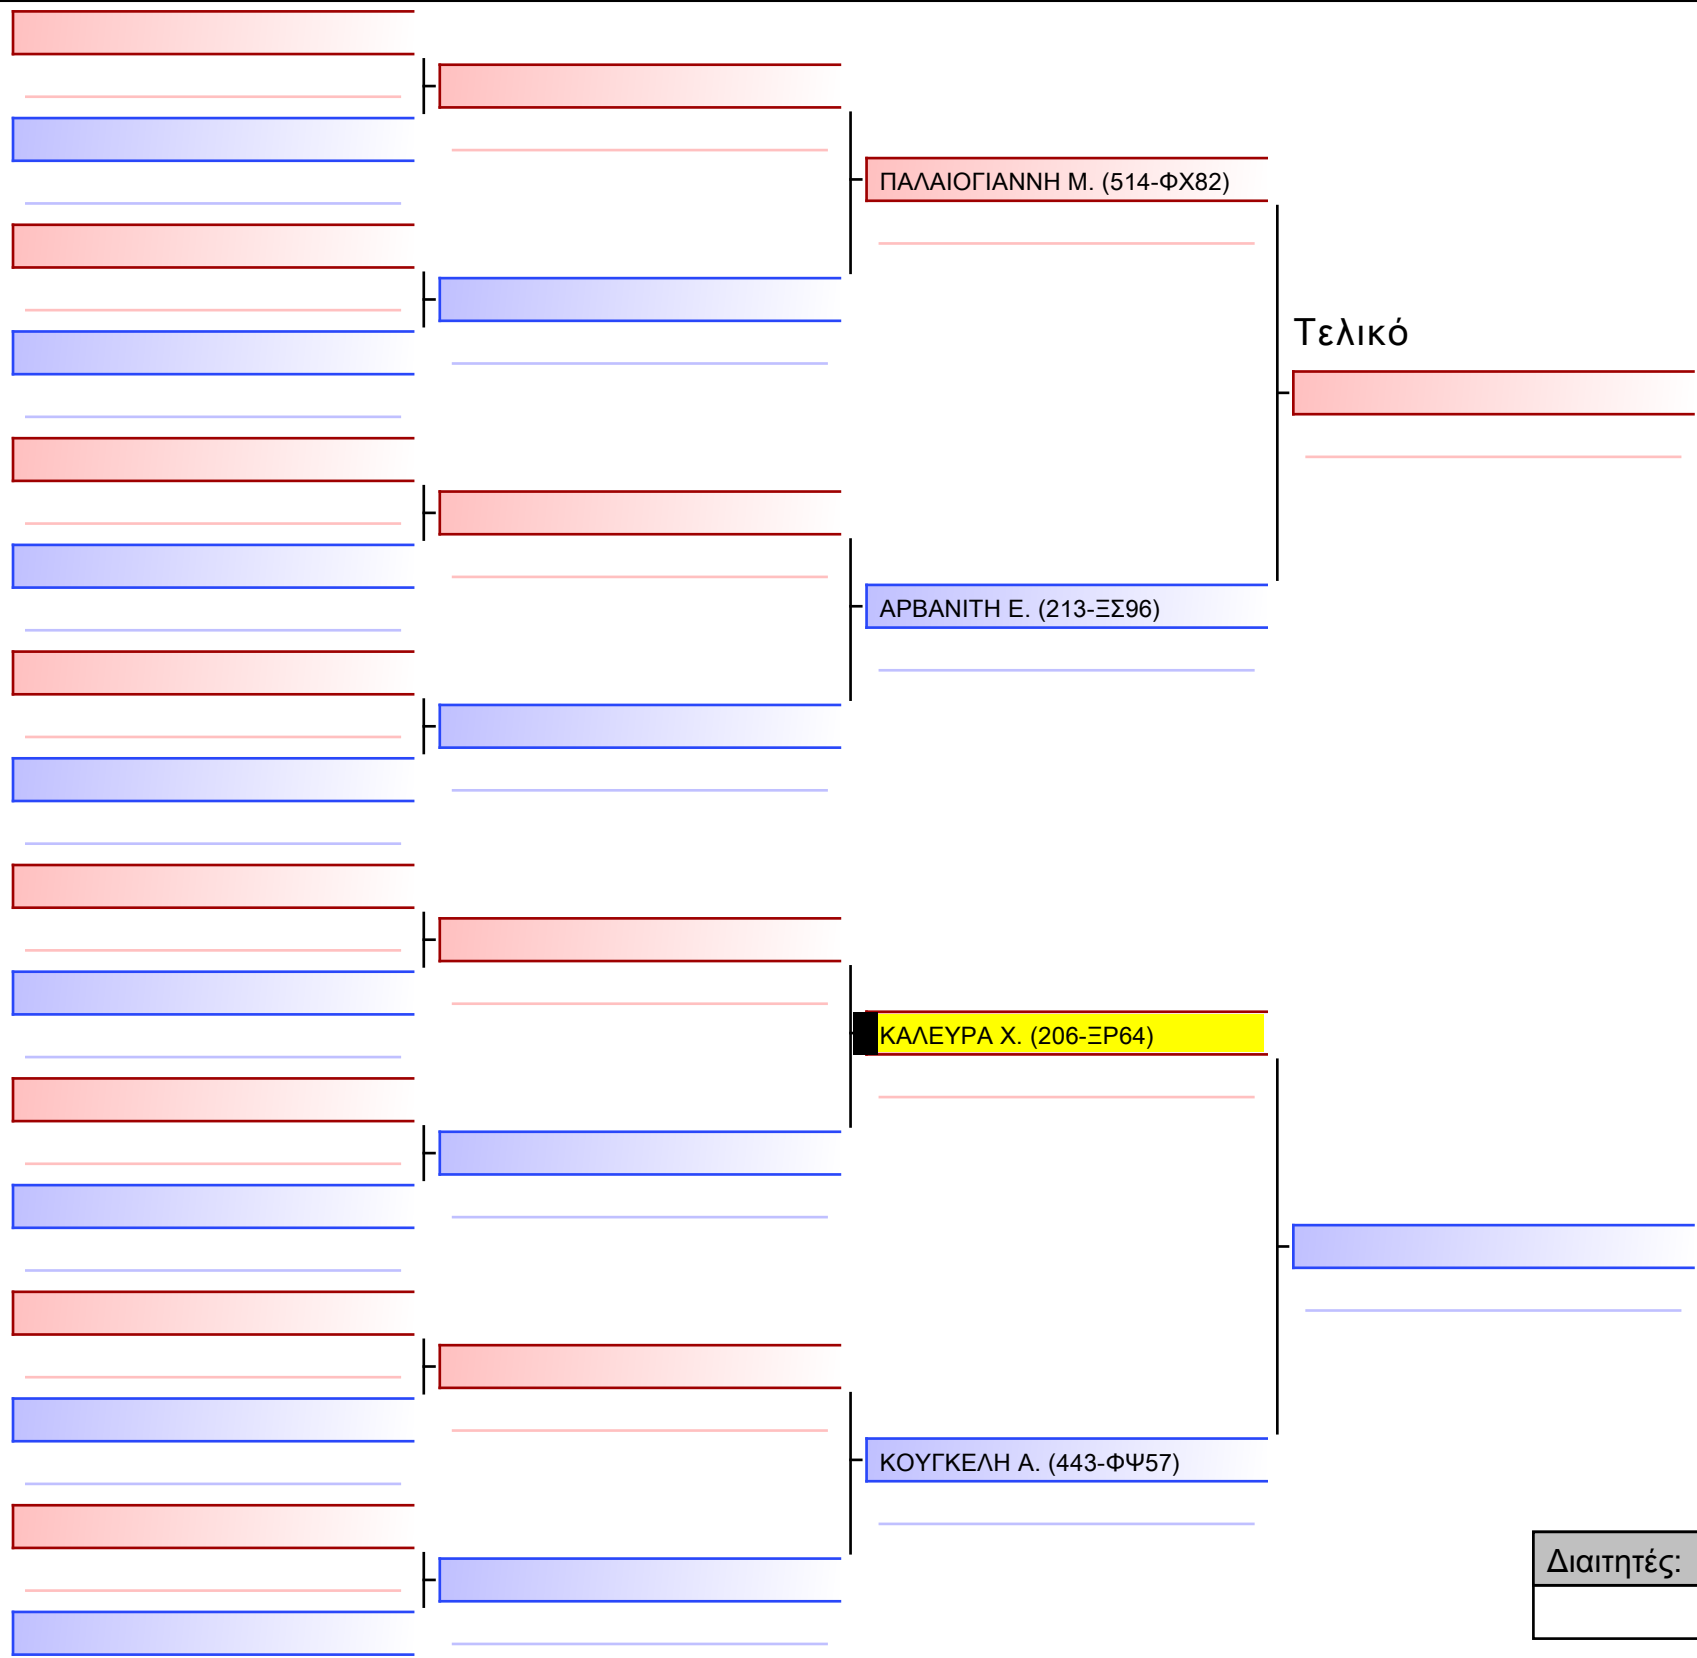 ΠΑΛΑΙΟΓΙΑΝΝΗ Μ. (514-ΦΧ82)
Τελικό
ΑΡΒΑΝΙΤΗ Ε. (213-ΞΣ96)
ΚΑΛΕΥΡΑ Χ. (206-ΞΡ64)
ΚΟΥΓΚΕΛΗ Α. (443-ΦΨ57)
Διαιτητές: